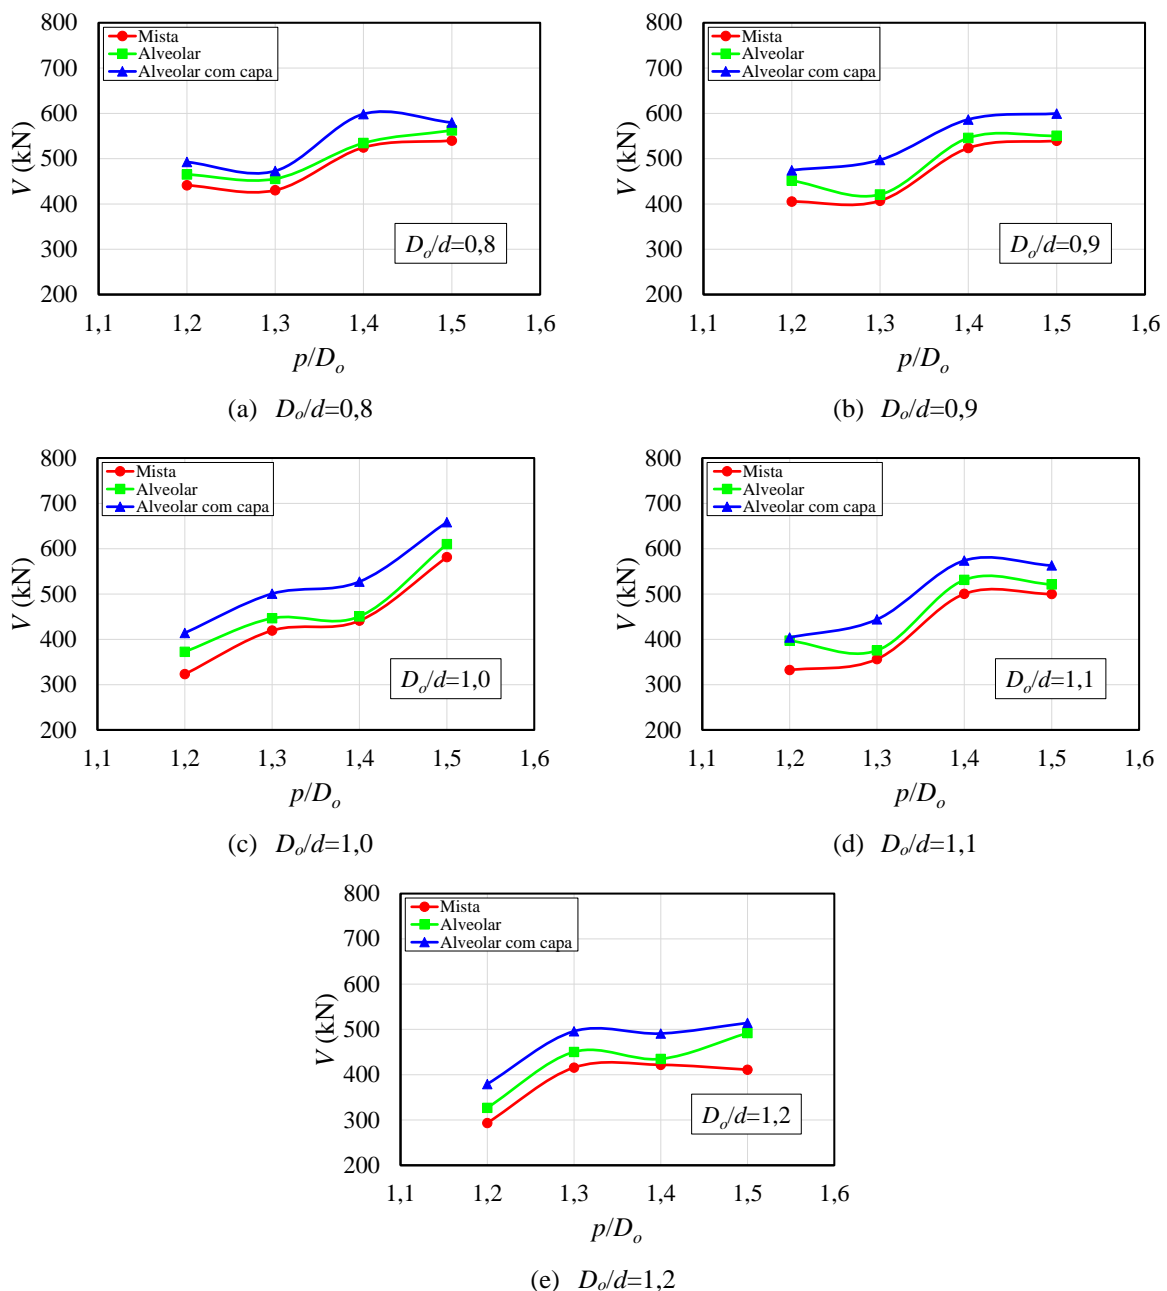 800
700
600
500
400
300
200
V (kN)
Mista
Alveolar
Alveolar com capa
Do/d=0,8
1,1 1,2 1,3 1,4 1,5 1,6
p/Do
(a) Do/d=0,8
800
700
600
500
400
300
200
V (kN)
Mista
Alveolar
Alveolar com capa
Do/d=0,9
1,1 1,2 1,3 1,4 1,5 1,6
p/Do
(b) Do/d=0,9
800
700
600
500
400
300
200
V (kN)
Mista
Alveolar
Alveolar com capa
Do/d=1,0
1,1 1,2 1,3 1,4 1,5 1,6
p/Do
(c) Do/d=1,0
800
700
600
500
400
300
200
V (kN)
Mista
Alveolar
Alveolar com capa
Do/d=1,1
1,1 1,2 1,3 1,4 1,5 1,6
p/Do
(d) Do/d=1,1
800
700
600
500
400
300
200
V (kN)
Mista
Alveolar
Alveolar com capa
Do/d=1,2
1,1 1,2 1,3 1,4 1,5 1,6
p/Do
(e) Do/d=1,2